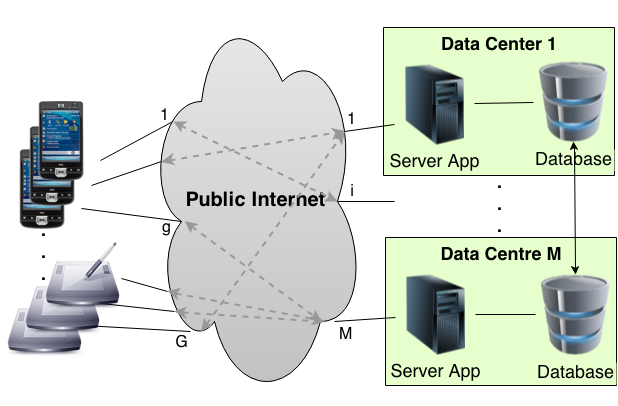 Data Center 1
1
1
Server App
Database
Public Internet
i
g
Data Centre M
G
M
Server App
Database